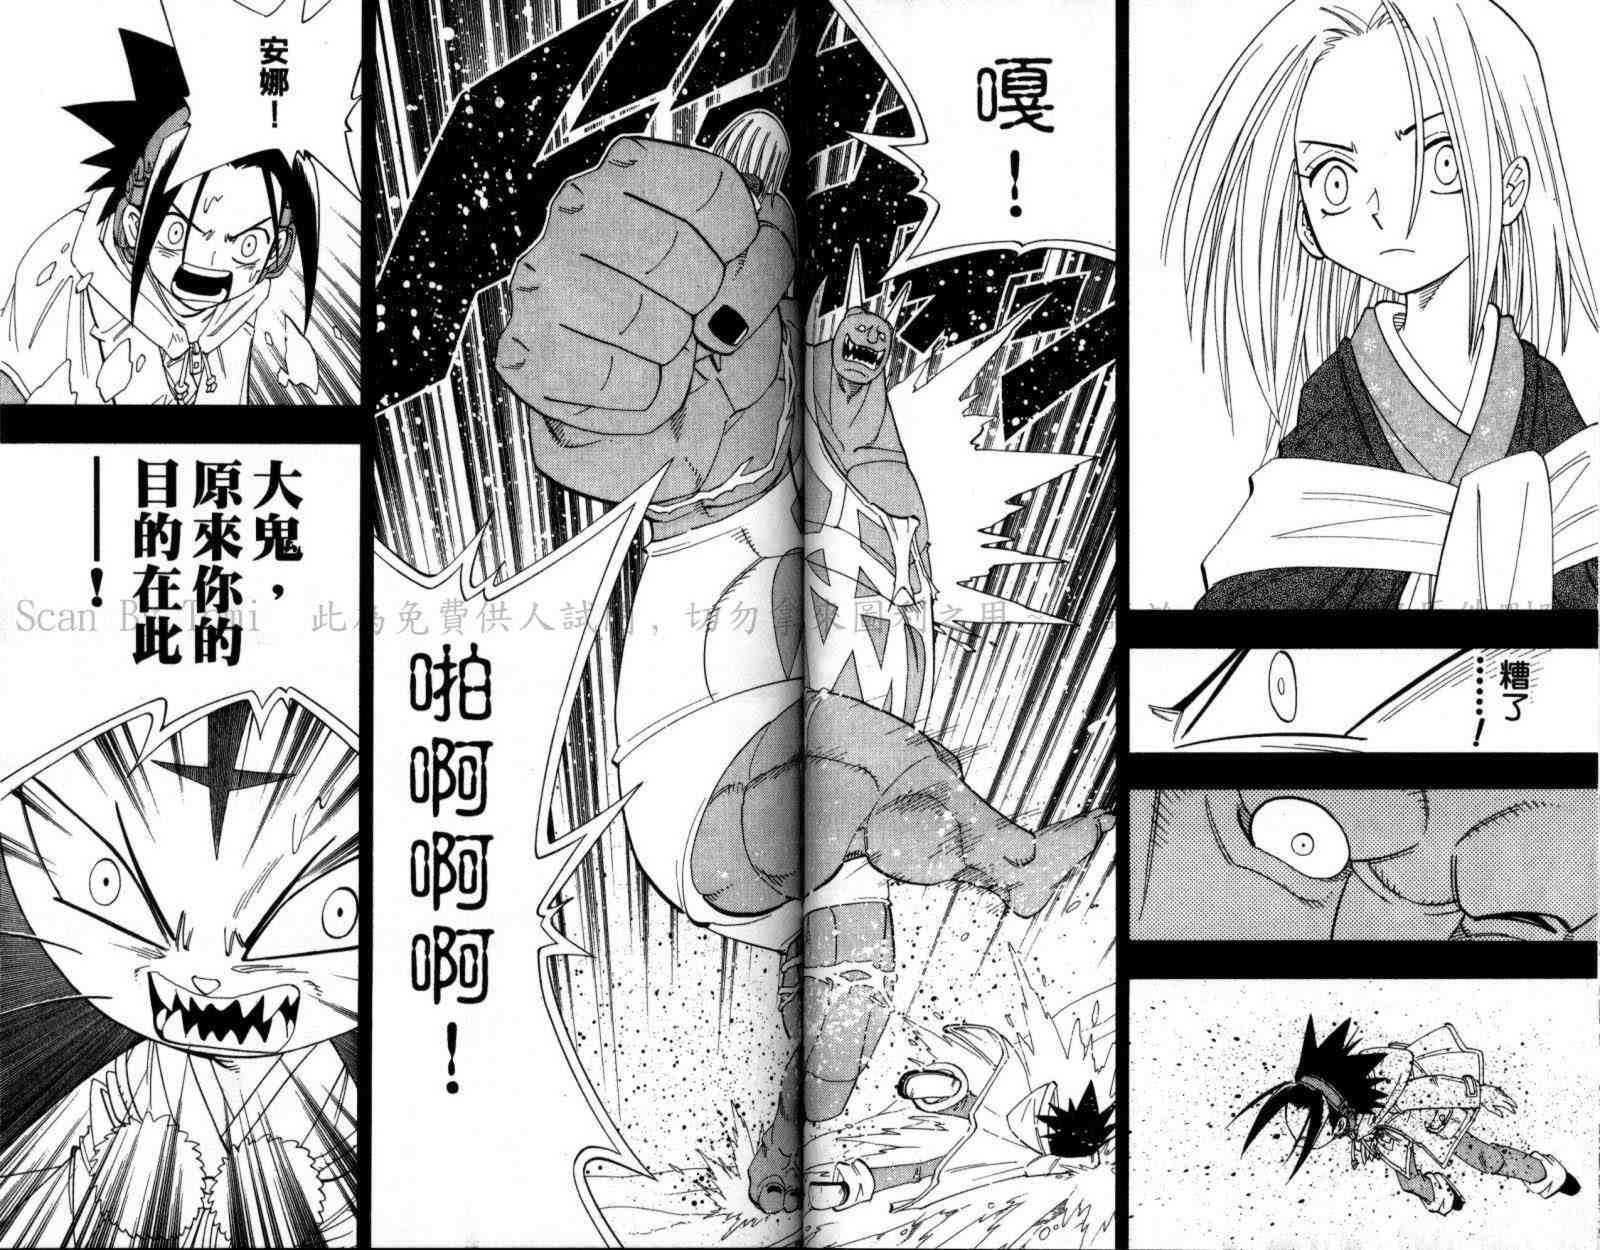 糟了
……！
嘎！
啪啊啊啊！
安娜！
大鬼，
原來你的
目的在此
——！
Scan By Tomi 此為免費供人試閱，切勿拿來圖利之用～